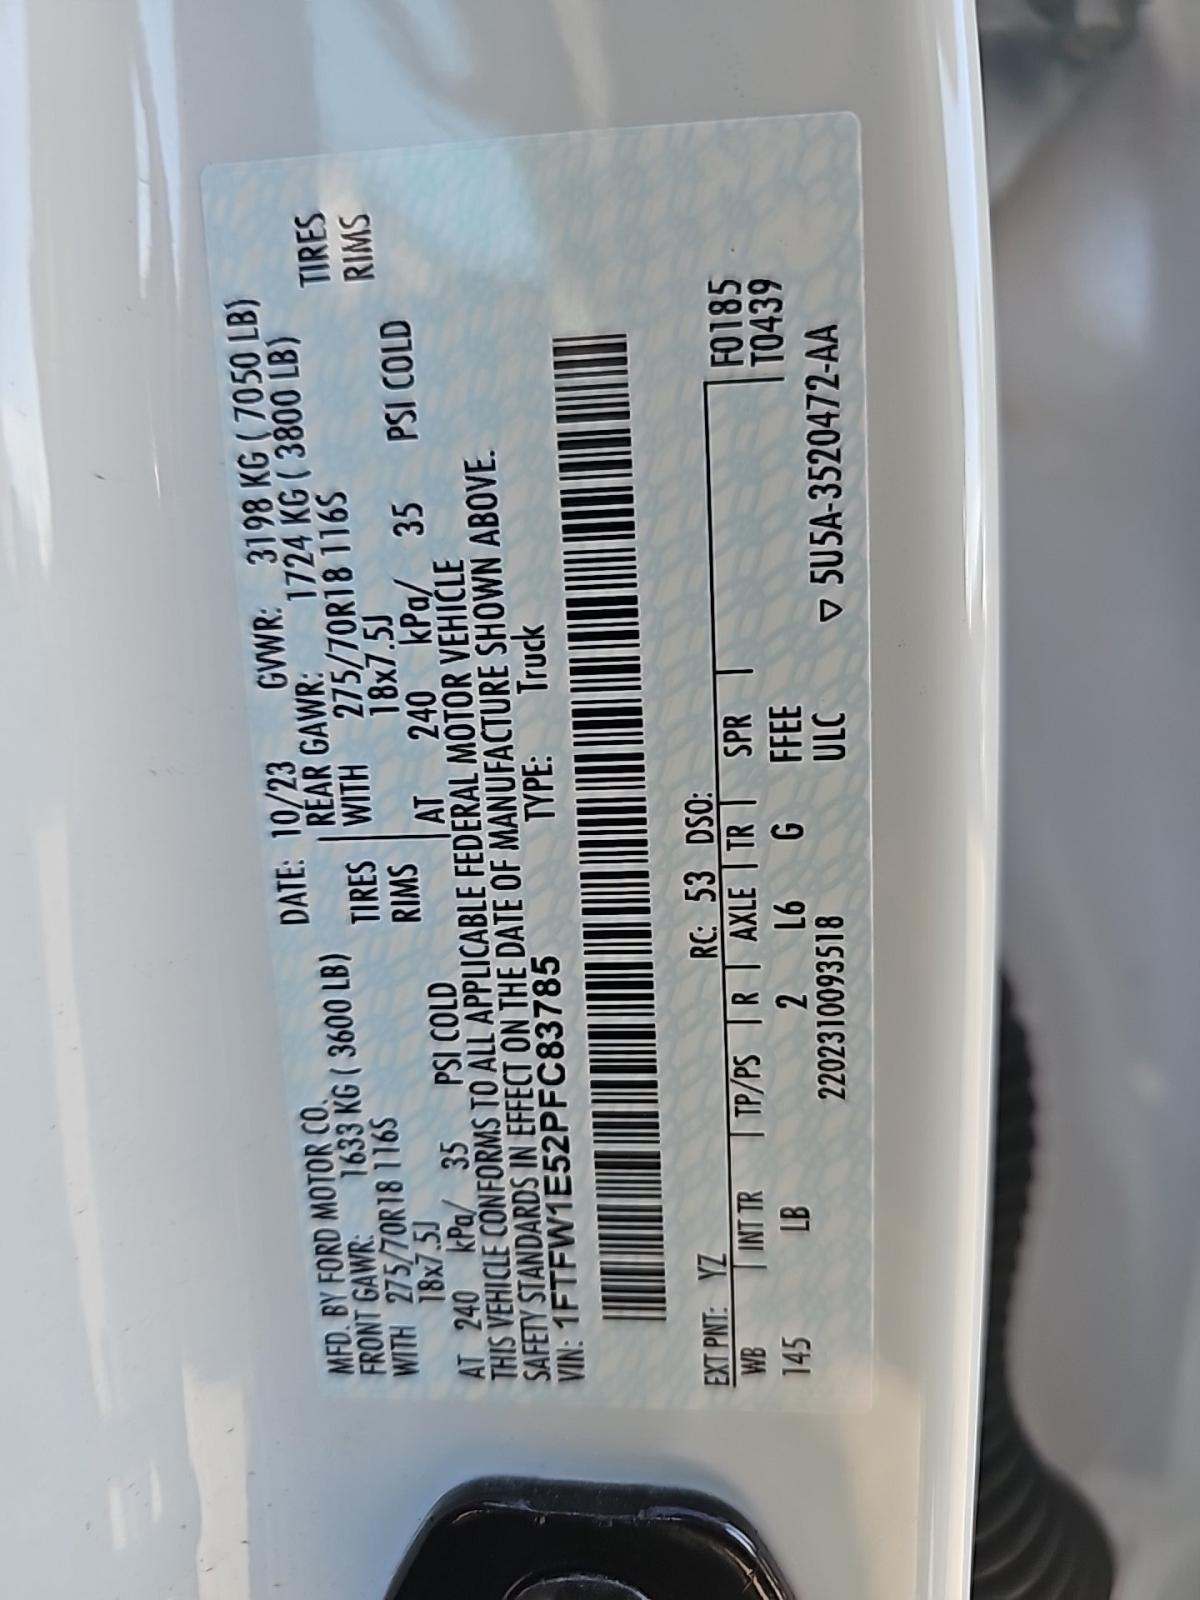 MFD. BY FORD MOTOR CO. DATE: 10/23 GVWR: 3198 KG ( 7050 LB)
FRONT GAWR: 1633 KG ( 3600 LB) REAR GAWR: 1724 KG ( 3800 LB)
WITH 275/70R18 116S TIRES WITH 275/70R18 116S TIRES
18x7.5J RIMS 18x7.5J RIMS
AT 240 kPa/ 35 PSI COLD AT 240 kPa/ 35 PSI COLD
THIS VEHICLE CONFORMS TO ALL APPLICABLE FEDERAL MOTOR VEHICLE
SAFETY STANDARDS IN EFFECT ON THE DATE OF MANUFACTURE SHOWN ABOVE.
VIN: 1FTFW1E52PFC83785 TYPE: Truck
EXT PNT: YZ RC: 53 DSO: F0185
WB INT TR TP/PS R AXLE TR SPR T0439
145 LB 2 L6 G FFEE
2202310093518 ULC ▽ 5U5A-3520472-AA